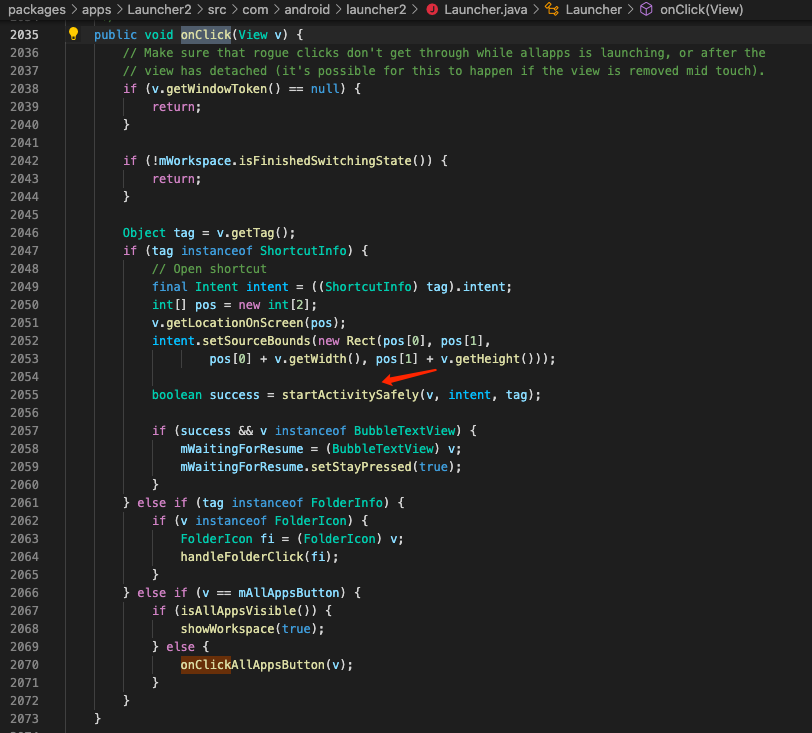 packages > apps > Launcher2 > src > com > android > launcher2 > Launcher.java > Launcher > onClick(View)
2035 public void onClick(View v) {
2036 // Make sure that rogue clicks don't get through while allapps is launching, or after the
2037 // view has detached (it's possible for this to happen if the view is removed mid touch).
2038 if (v.getWindowToken() == null) {
2039 return;
2040 }
2041
2042 if (!mWorkspace.isFinishedSwitchingState()) {
2043 return;
2044 }
2045
2046 Object tag = v.getTag();
2047 if (tag instanceof ShortcutInfo) {
2048 // Open shortcut
2049 final Intent intent = ((ShortcutInfo) tag).intent;
2050 int[] pos = new int[2];
2051 v.getLocationOnScreen(pos);
2052 intent.setSourceBounds(new Rect(pos[0], pos[1],
2053 pos[0] + v.getWidth(), pos[1] + v.getHeight()));
2054
2055 boolean success = startActivitySafely(v, intent, tag);
2056
2057 if (success && v instanceof BubbleTextView) {
2058 mWaitingForResume = (BubbleTextView) v;
2059 mWaitingForResume.setStayPressed(true);
2060 }
2061 } else if (tag instanceof FolderInfo) {
2062 if (v instanceof FolderIcon) {
2063 FolderIcon fi = (FolderIcon) v;
2064 handleFolderClick(fi);
2065 }
2066 } else if (v == mAllAppsButton) {
2067 if (isAllAppsVisible()) {
2068 showWorkspace(true);
2069 } else {
2070 onClickAllAppsButton(v);
2071 }
2072 }
2073 }